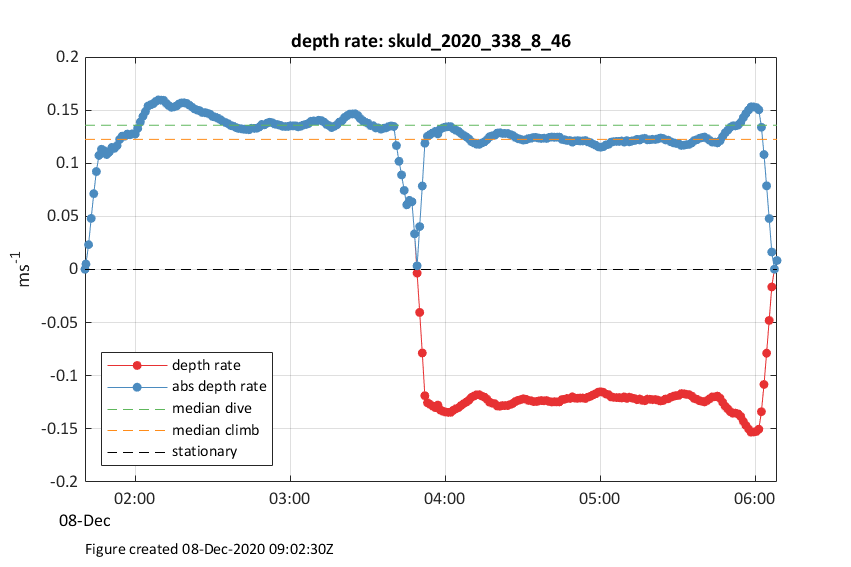 depth rate: skuld_2020_338_8_46
0.2
0.15
0.1
0.05
0
-0.05
-0.1
-0.15
-0.2
ms-1
depth rate
abs depth rate
median dive
median climb
stationary
02:00 03:00 04:00 05:00 06:00
08-Dec
Figure created 08-Dec-2020 09:02:30Z